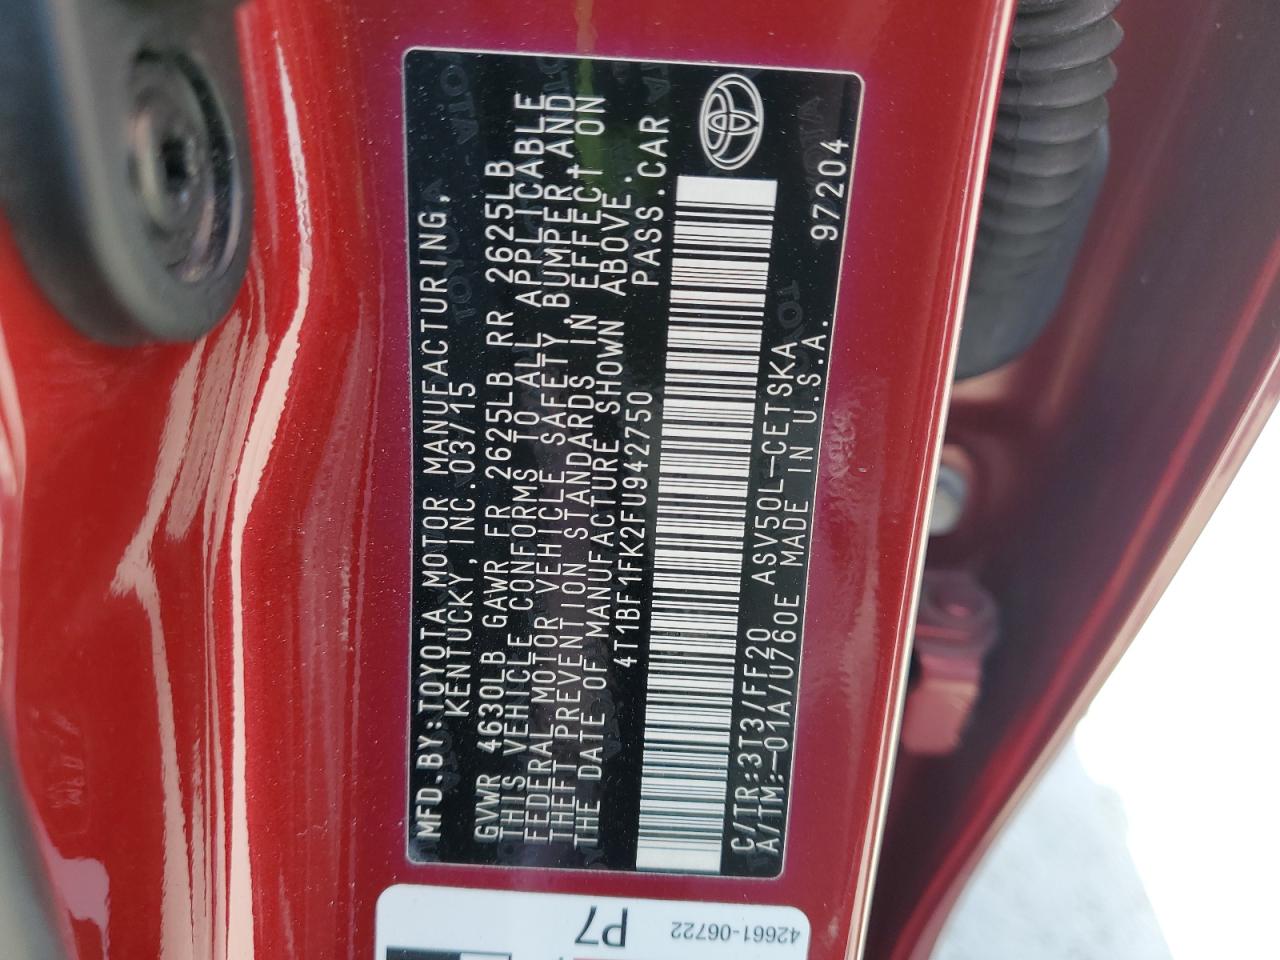 MFD.BY:TOYOTA MOTOR MANUFACTURING,
KENTUCKY,INC.03/15
GVWR 4630LB GAWR FR 2625LB RR 2625LB
THIS VEHICLE CONFORMS TO ALL APPLICABLE
FEDERAL MOTOR VEHICLE SAFETY, BUMPER, AND
THEFT PREVENTION STANDARDS IN EFFECT ON
THE DATE OF MANUFACTURE SHOWN ABOVE.
4T1BF1FK2FU942750 PASS.CAR
C/TR:3T3/FF20 ASV50L-CETSKA
A/TM:-01A/U760E MADE IN U.S.A.
97204
P7
42661-06722